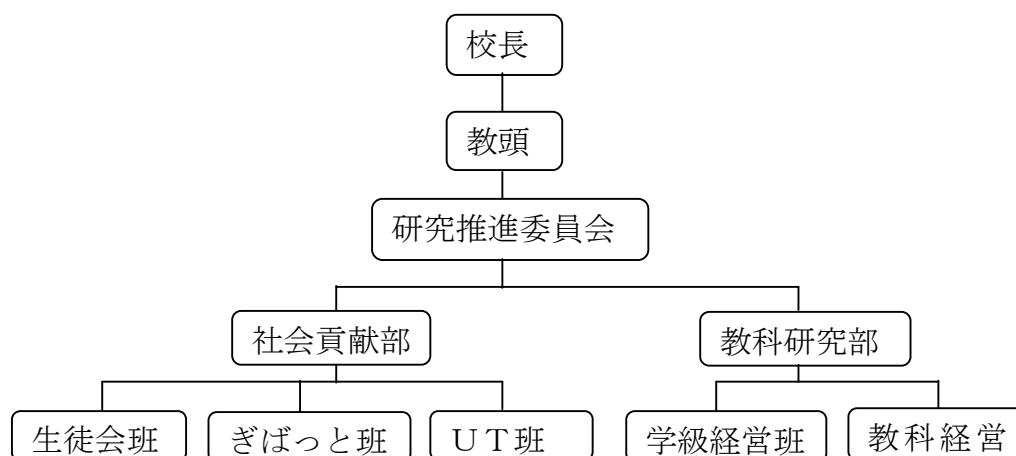 校長
教頭
研究推進委員会
社会貢献部 教科研究部
生徒会班 ぎばっと班 ＵＴ班 学級経営班 教科経営